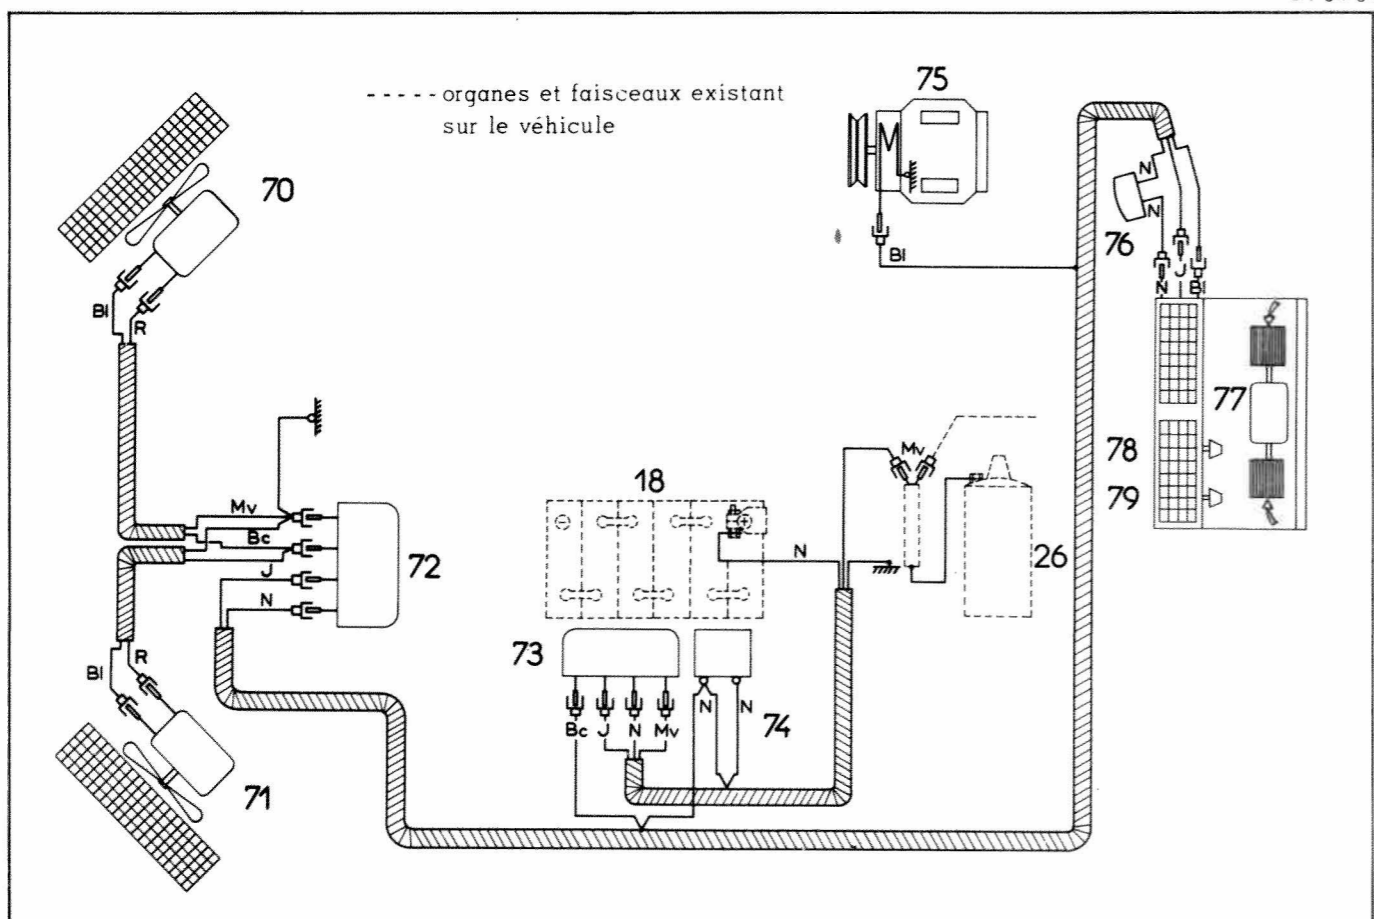 - - - - - organes et faisceaux existant
sur le véhicule
75
70
N
N
76
Bl
Bl
R
N
J
Bl
77
78
79
Mv
18
Mv
Bc
J
N
72
N
26
73
R
Bl
N
N
74
Bc
J
N
Mv
71